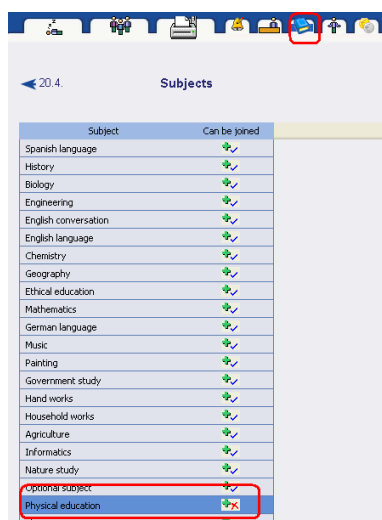 20.4. Subjects
Subject Can be joined
Spanish language
History
Biology
Engineering
English conversation
English language
Chemistry
Geography
Ethical education
Mathematics
German language
Music
Painting
Government study
Hand works
Household works
Agriculture
Informatics
Nature study
Optional subject
Physical education